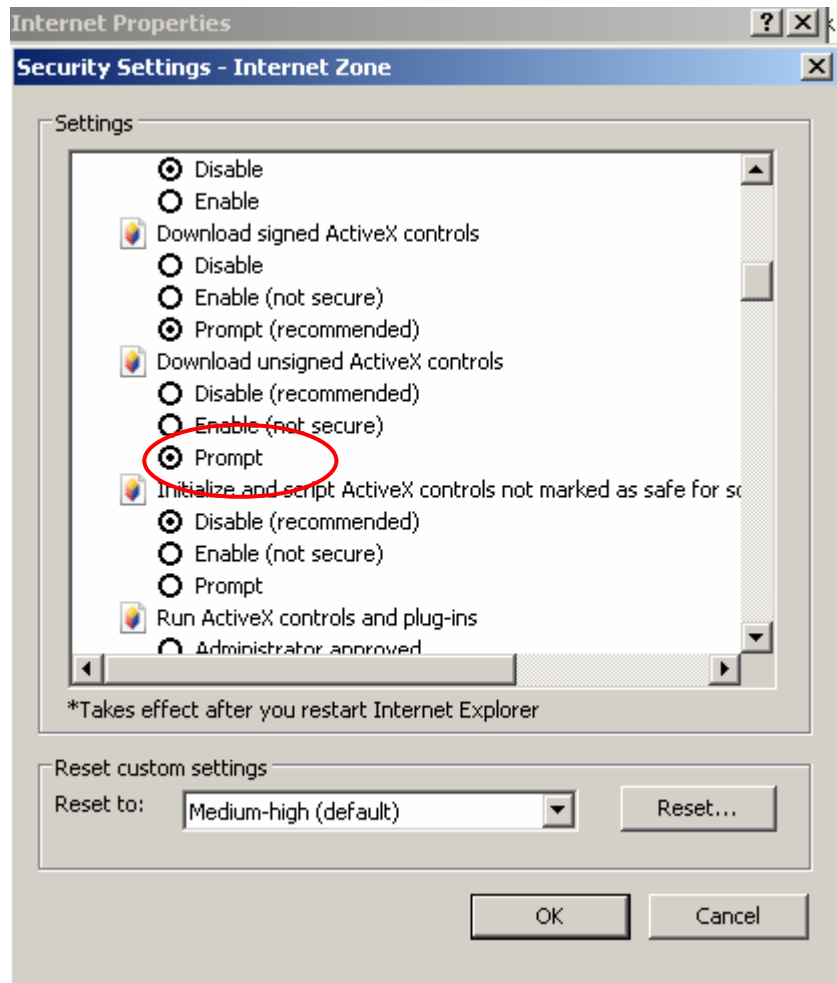 Internet Properties
Security Settings - Internet Zone
Settings
Disable
Enable
Download signed ActiveX controls
Disable
Enable (not secure)
Prompt (recommended)
Download unsigned ActiveX controls
Disable (recommended)
Enable (not secure)
Prompt
Initialize and script ActiveX controls not marked as safe for
Disable (recommended)
Enable (not secure)
Prompt
Run ActiveX controls and plug-ins
Administrator approved
*Takes effect after you restart Internet Explorer
Reset custom settings
Reset to: Medium-high (default) Reset...
OK Cancel